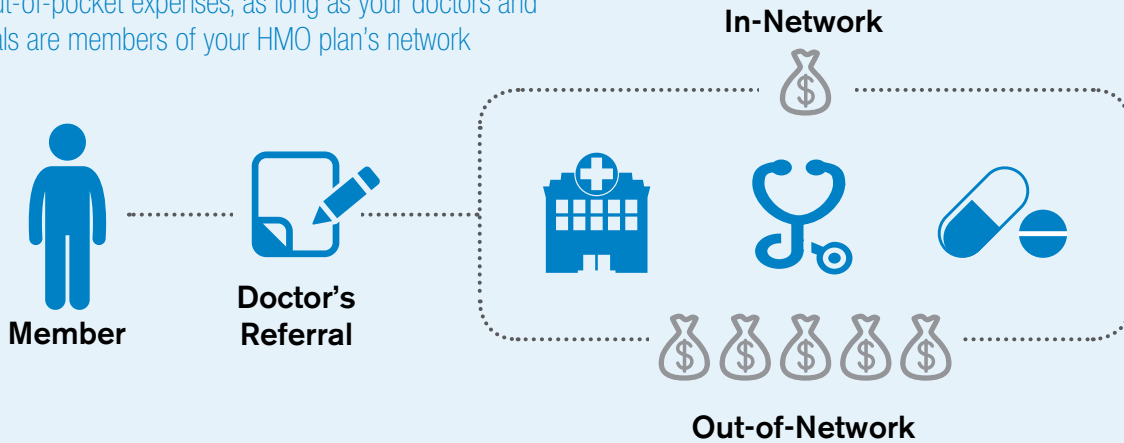 out-of-pocket expenses, as long as your doctors and
als are members of your HMO plan's network
In-Network
$
Member
Doctor's
Referral
$ $ $ $ $
Out-of-Network